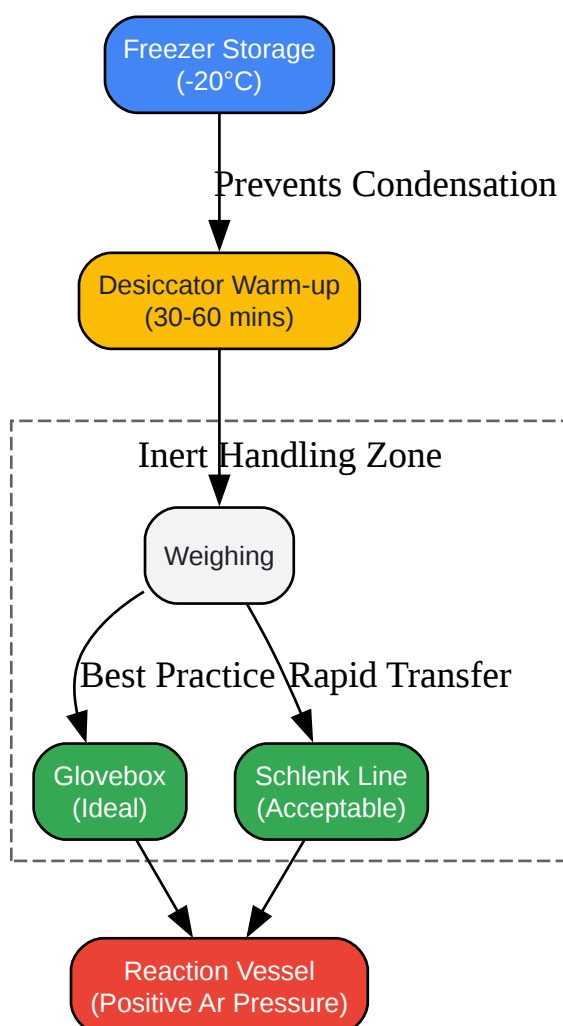 Freezer Storage
(-20°C)
Prevents Condensation
Desiccator Warm-up
(30-60 mins)
Inert Handling Zone
Weighing
Best Practice
Rapid Transfer
Glovebox
(Ideal)
Schlenk Line
(Acceptable)
Reaction Vessel
(Positive Ar Pressure)